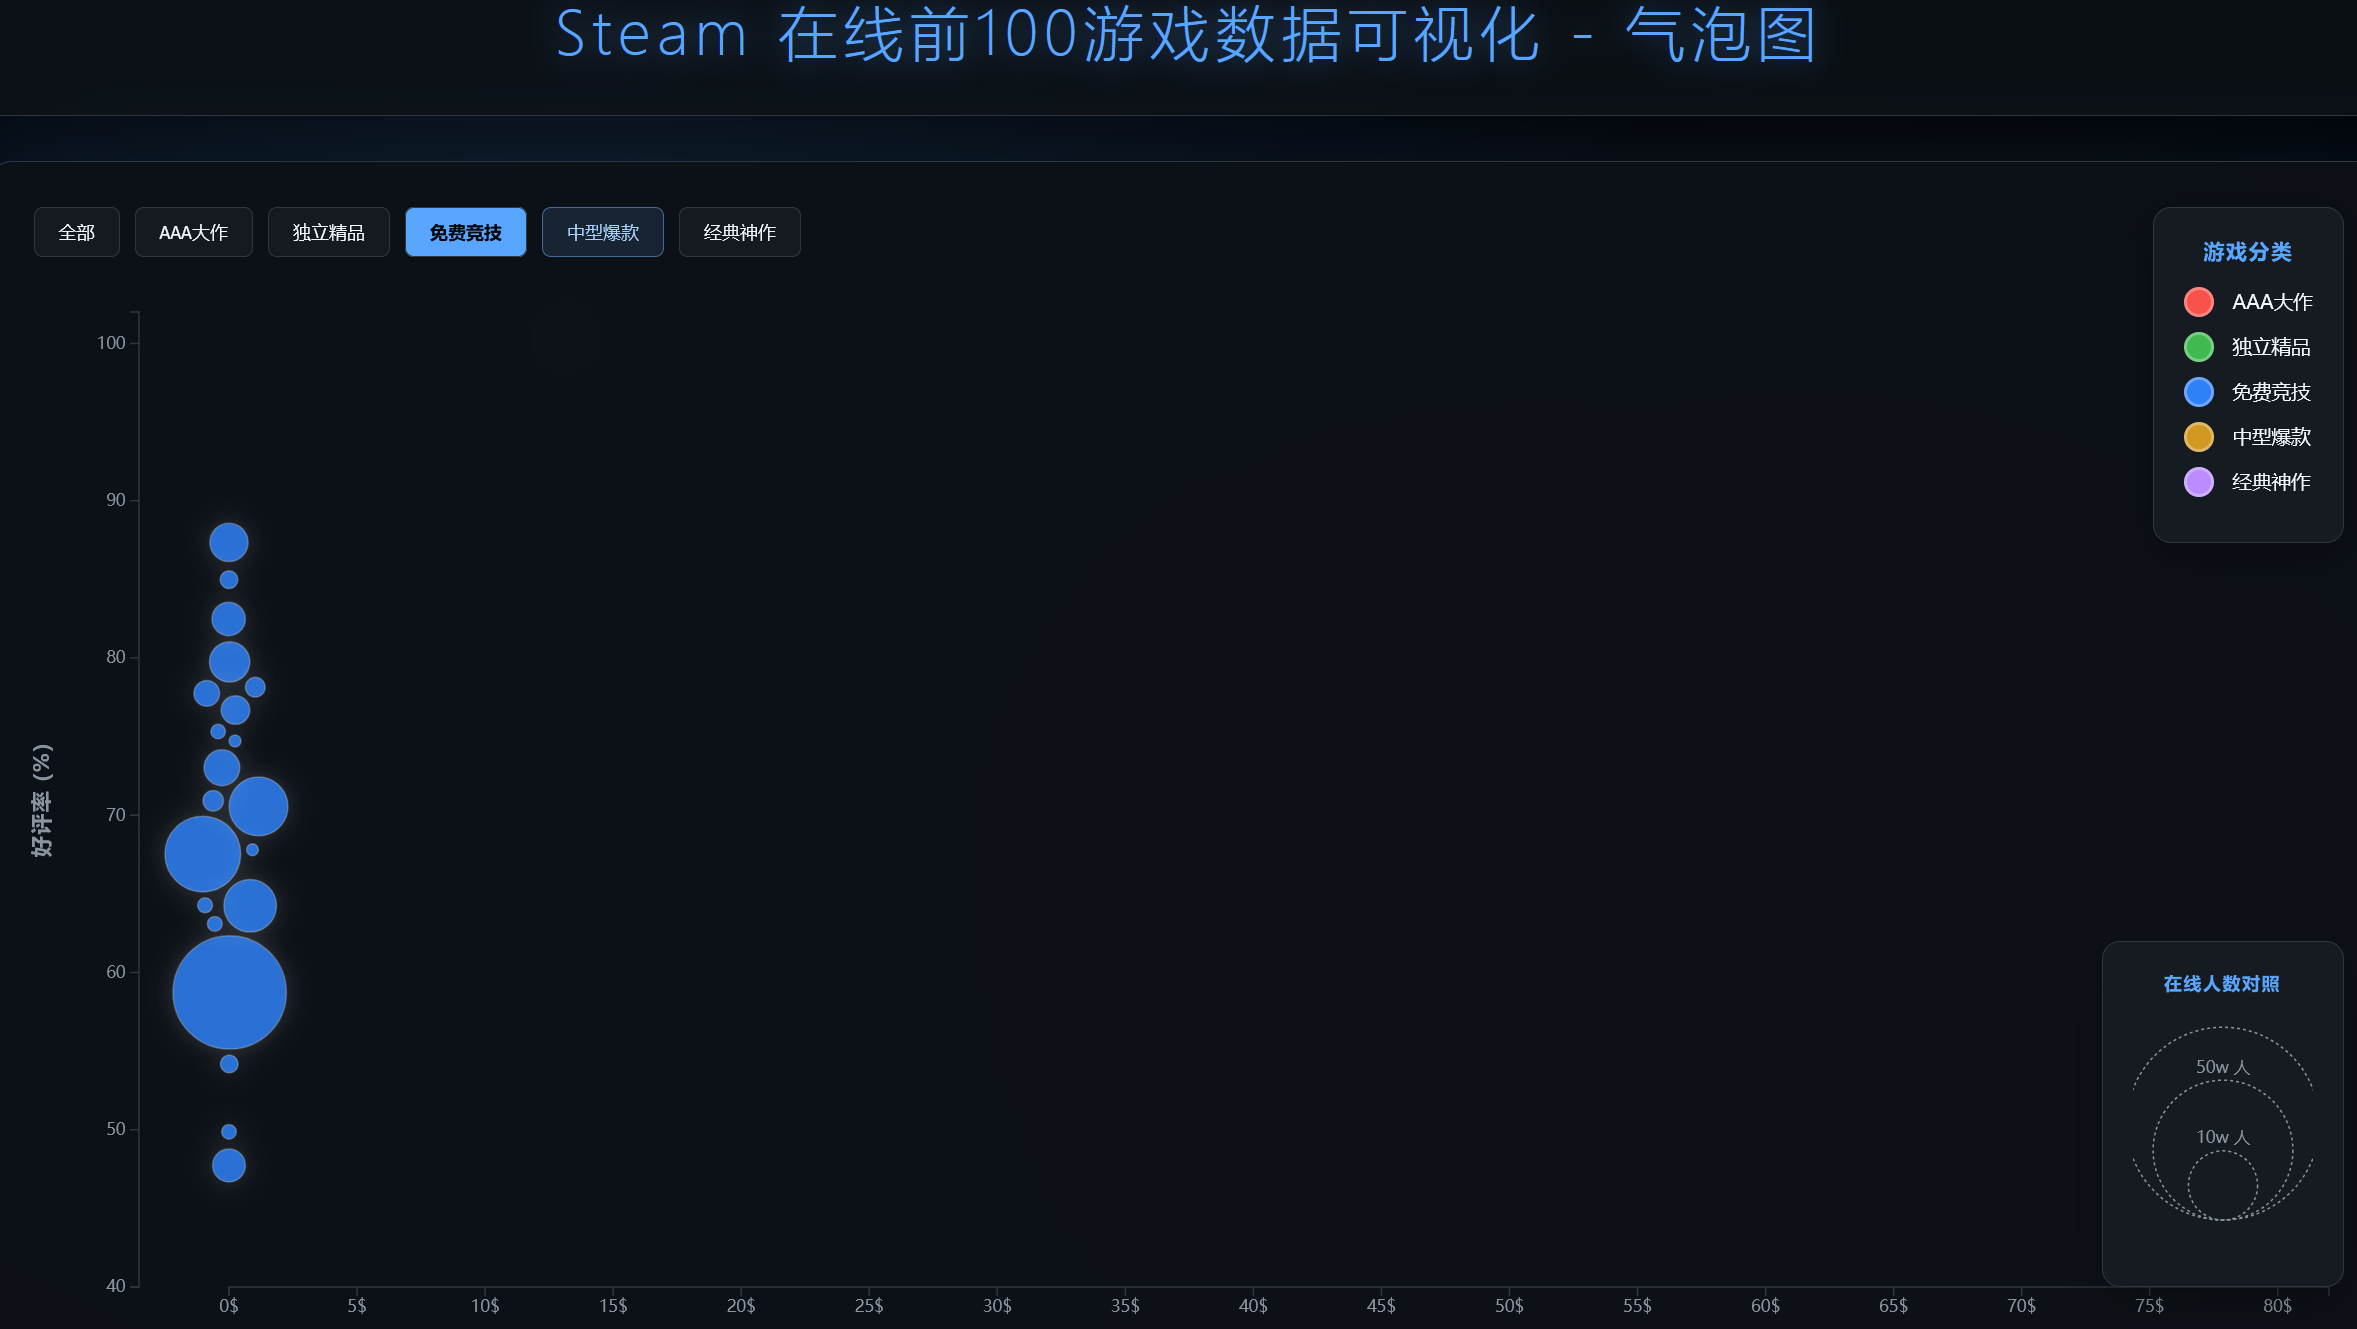 Steam 在线前100游戏数据可视化 - 气泡图
全部
AAA大作
独立精品
免费竞技
中型爆款
经典神作
游戏分类
AAA大作
独立精品
免费竞技
中型爆款
经典神作
好评率 (%)
100
90
80
70
60
50
40
0$
5$
10$
15$
20$
25$
30$
35$
40$
45$
50$
55$
60$
65$
70$
75$
80$
在线人数对照
50w 人
10w 人